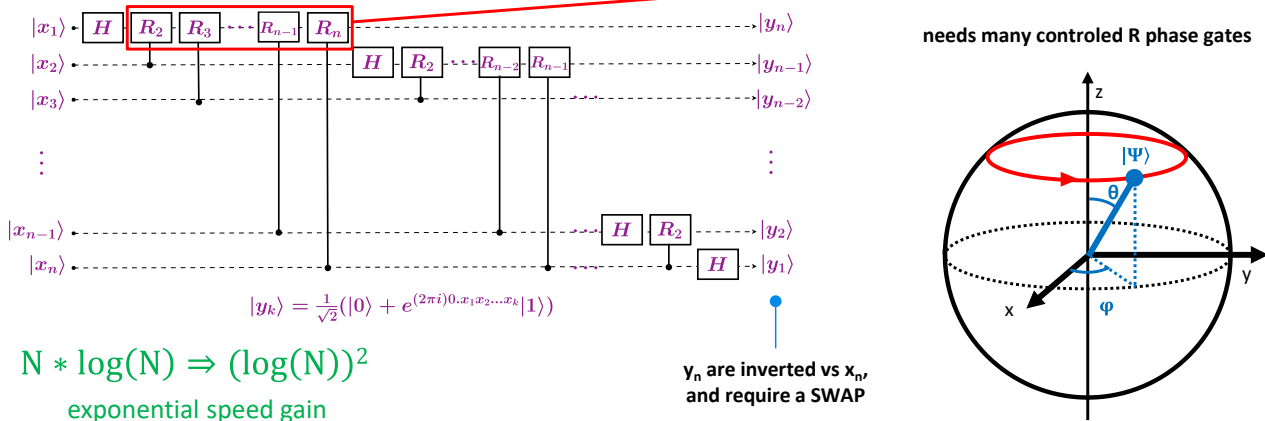 |x₁⟩ H R₂ R₃ ··· Rₙ₋₁ Rₙ |yₙ⟩
|x₂⟩ H R₂ ··· Rₙ₋₂ Rₙ₋₁ |yₙ₋₁⟩
|x₃⟩ ··· |yₙ₋₂⟩
⋮ ⋮
|xₙ₋₁⟩ ··· H R₂ |y₂⟩
|xₙ⟩ ··· H |y₁⟩
|yₖ⟩ = 1/√2(|0⟩ + e^{(2πi)0.x₁x₂...xₖ}|1⟩)
N * log(N) ⇒ (log(N))²
exponential speed gain
yₙ are inverted vs xₙ,
and require a SWAP
needs many controled R phase gates
z
|Ψ⟩
θ
y
x
φ